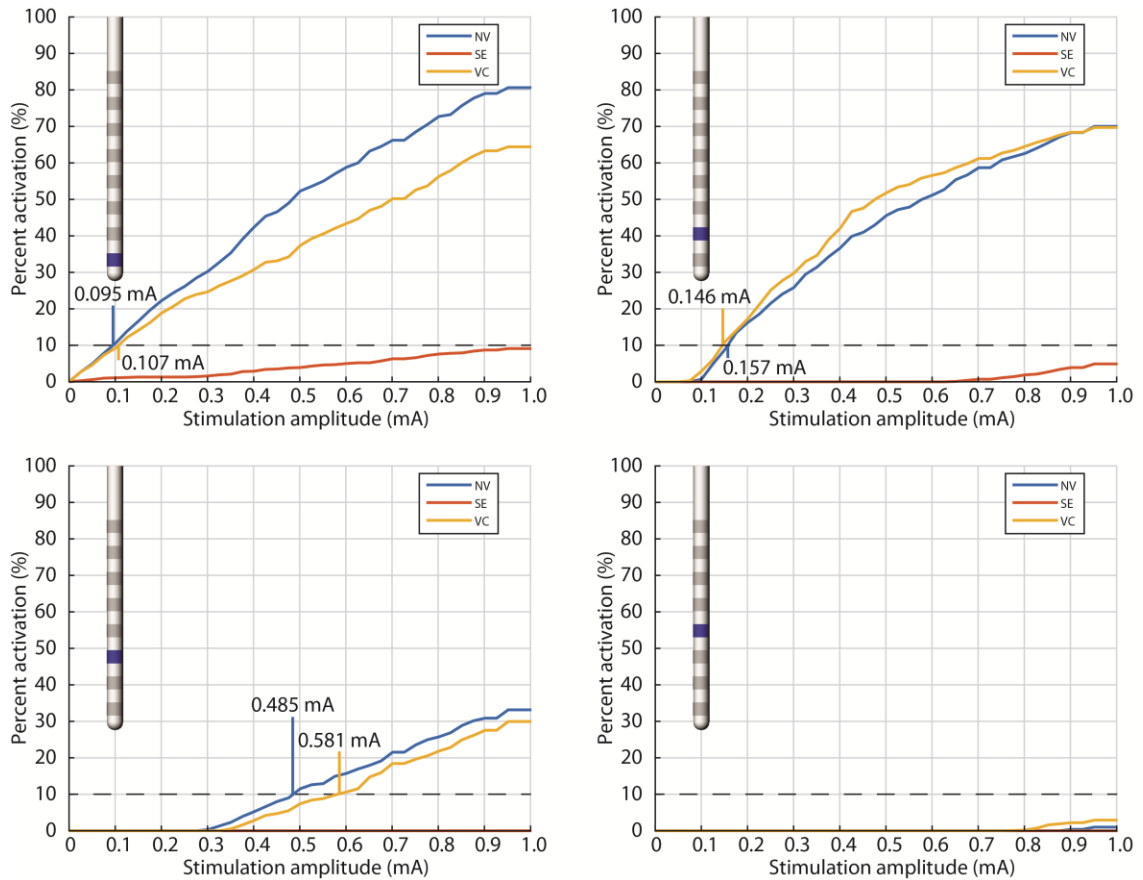 100
90
80
70
60
50
40
30
20
10
0
Percent activation (%)
NV
SE
VC
0.095 mA
0.107 mA
0 0.1 0.2 0.3 0.4 0.5 0.6 0.7 0.8 0.9 1.0
Stimulation amplitude (mA)
100
90
80
70
60
50
40
30
20
10
0
Percent activation (%)
NV
SE
VC
0.146 mA
0.157 mA
0 0.1 0.2 0.3 0.4 0.5 0.6 0.7 0.8 0.9 1.0
Stimulation amplitude (mA)
100
90
80
70
60
50
40
30
20
10
0
Percent activation (%)
NV
SE
VC
0.485 mA
0.581 mA
0 0.1 0.2 0.3 0.4 0.5 0.6 0.7 0.8 0.9 1.0
Stimulation amplitude (mA)
100
90
80
70
60
50
40
30
20
10
0
Percent activation (%)
NV
SE
VC
0 0.1 0.2 0.3 0.4 0.5 0.6 0.7 0.8 0.9 1.0
Stimulation amplitude (mA)